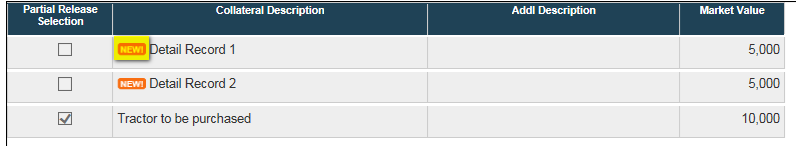 Partial Release Selection Collateral Description Addl Description Market Value
NEW! Detail Record 1 5,000
NEW! Detail Record 2 5,000
Tractor to be purchased 10,000